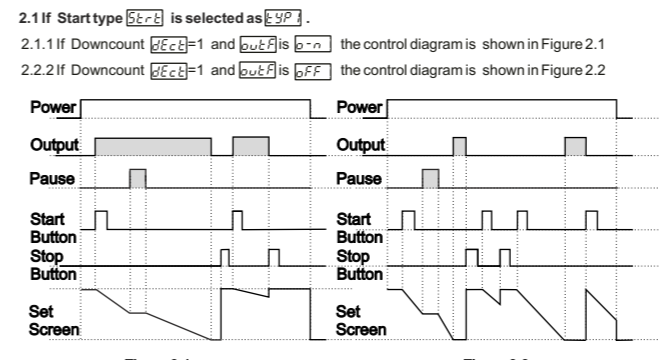 2.1 If Start type Strt is selected as tYP1 .
2.1.1 If Downcount dEct=1 and outF is o-n the control diagram is shown in Figure 2.1
2.2.2 If Downcount dEct=1 and outF is oFF the control diagram is shown in Figure 2.2
Power
Output
Pause
Start
Button
Stop
Button
Set
Screen
Power
Output
Pause
Start
Button
Stop
Button
Set
Screen